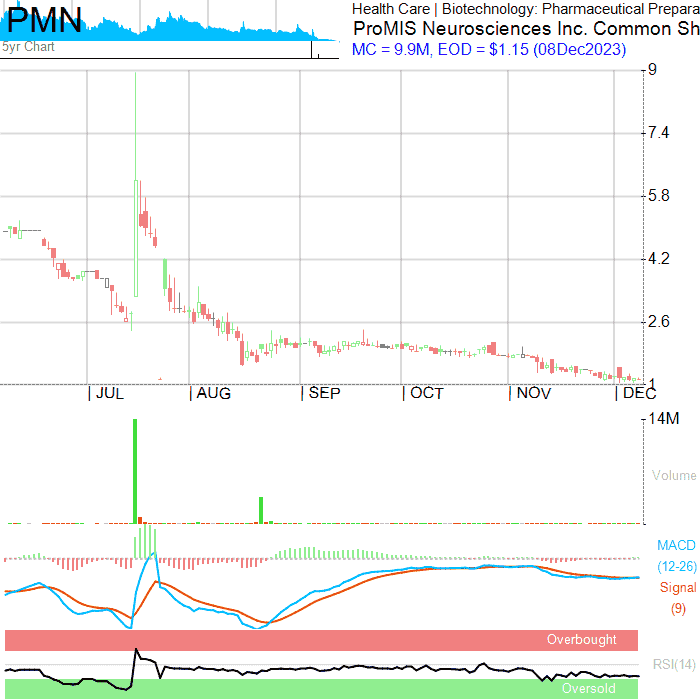 PMN
5yr Chart
Health Care | Biotechnology: Pharmaceutical Prepara
ProMIS Neurosciences Inc. Common Sh
MC = 9.9M, EOD = $1.15 (08Dec2023)
9
7.4
5.8
4.2
2.6
1
JUL AUG SEP OCT NOV DEC
14M
Volume
MACD
(12-26)
Signal
(9)
Overbought
RSI(14)
Oversold